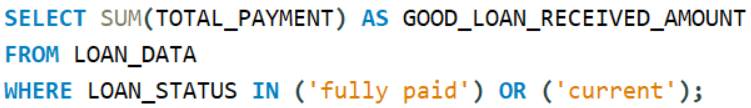 SELECT SUM(TOTAL_PAYMENT) AS GOOD_LOAN_RECEIVED_AMOUNT
FROM LOAN_DATA
WHERE LOAN_STATUS IN ('fully paid') OR ('current');